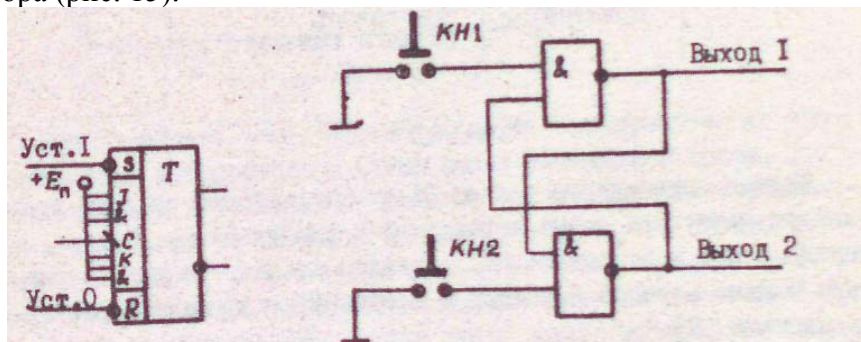 ора (рис. 13).
КН1
&
Выход I
Уст.I
+Eп
S
T
J
&
C
K
&
Уст.0
R
КН2
&
Выход 2